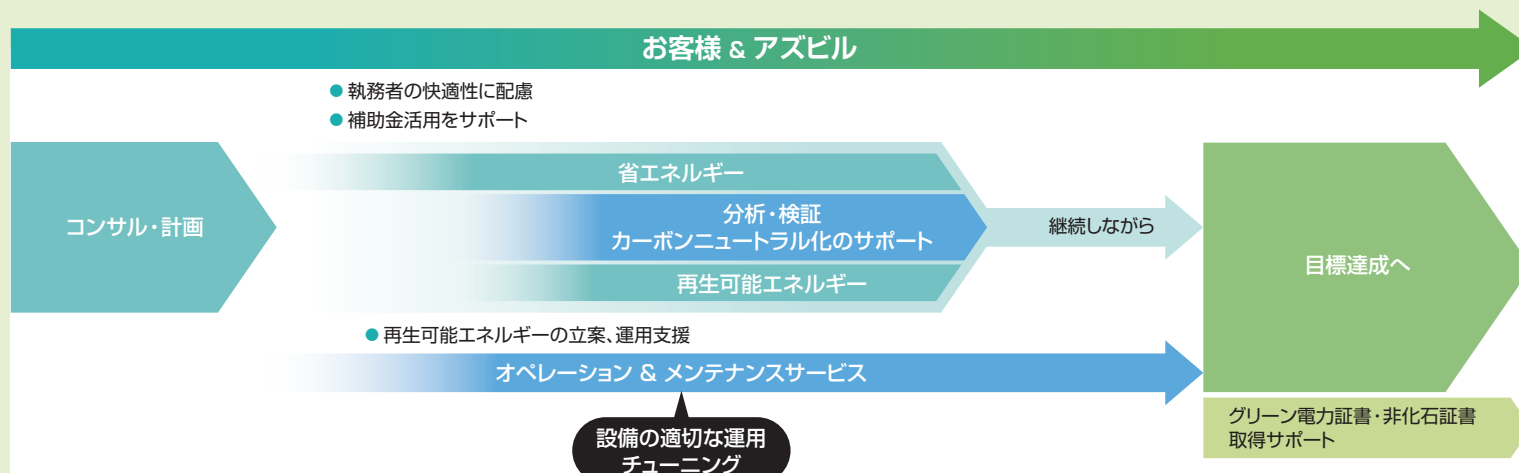 お客様 & アズビル
● 執務者の快適性に配慮
● 補助金活用をサポート
コンサル・計画
省エネルギー
分析・検証
カーボンニュートラル化のサポート
再生可能エネルギー
継続しながら
目標達成へ
● 再生可能エネルギーの立案、運用支援
オペレーション & メンテナンスサービス
設備の適切な運用
チューニング
グリーン電力証書・非化石証書
取得サポート